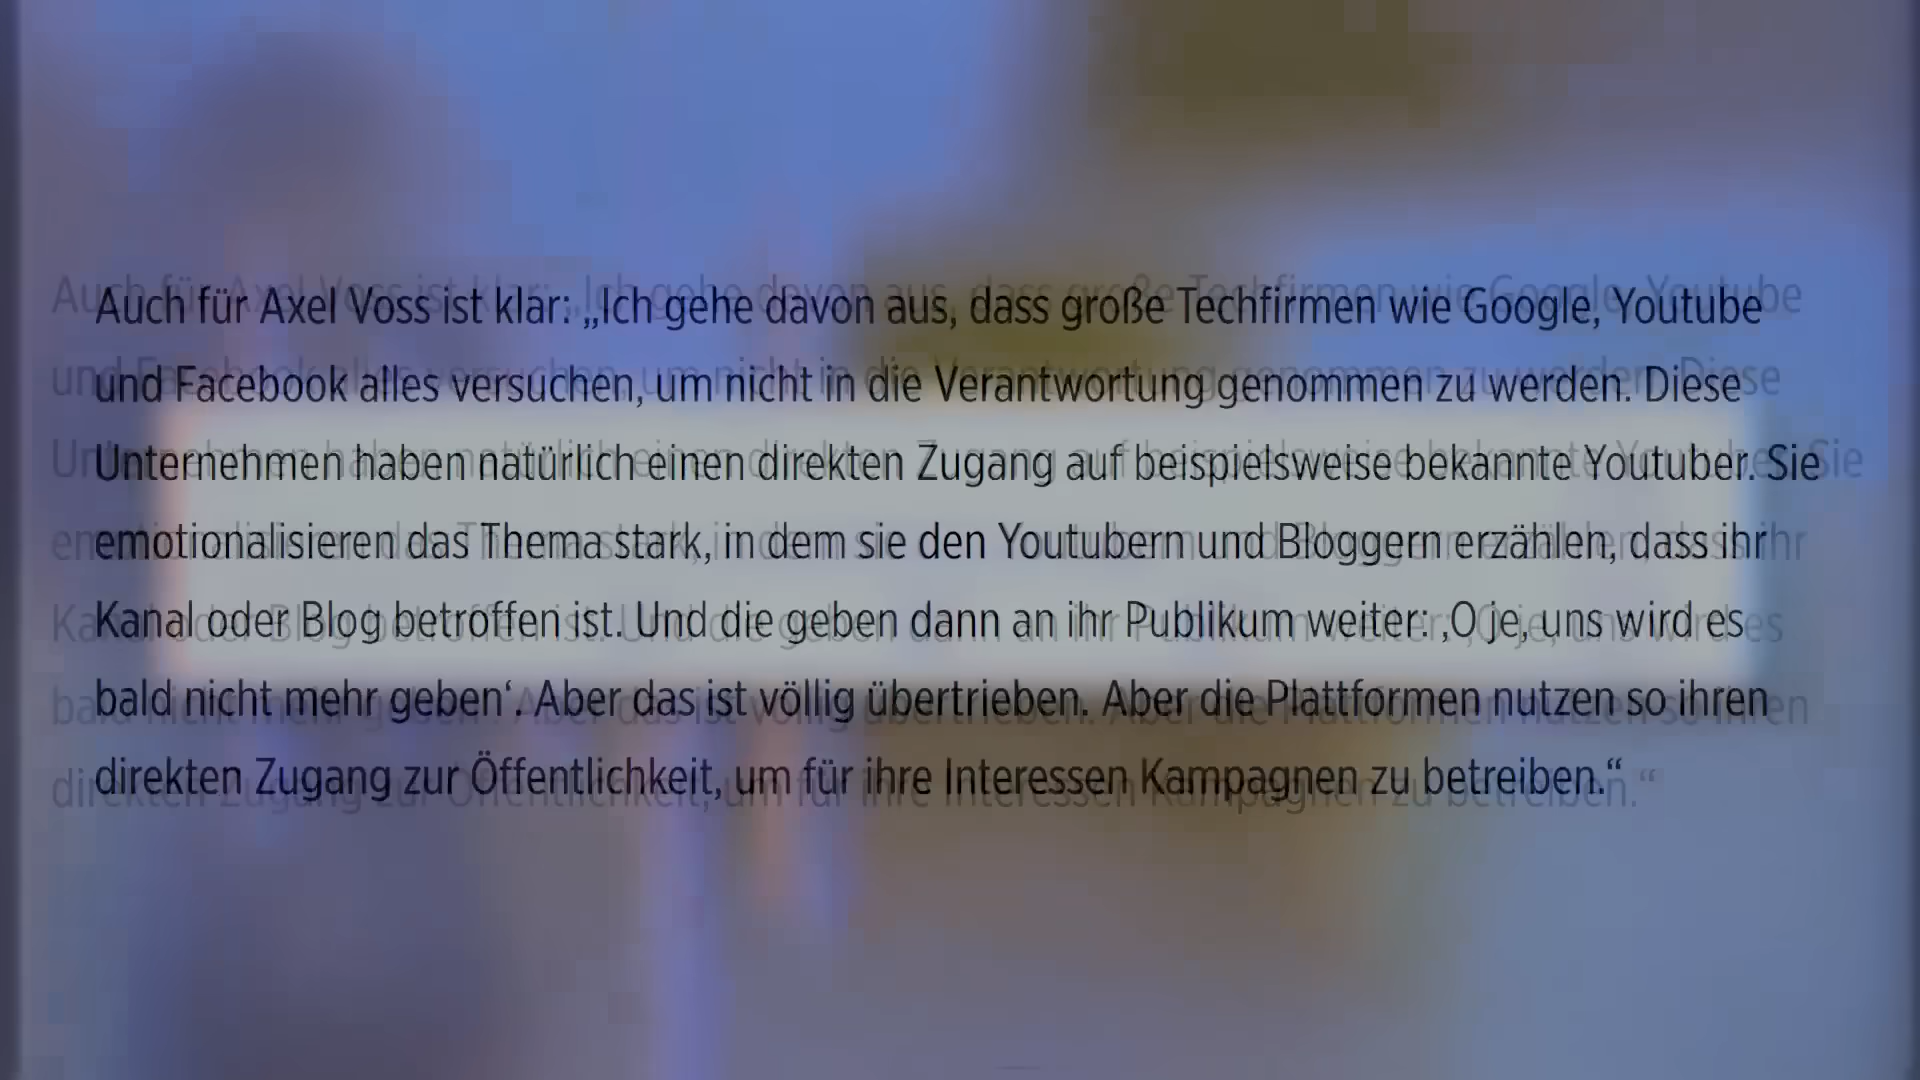 Auch für Axel Voss ist klar: „Ich gehe davon aus, dass große Techfirmen wie Google, Youtube
und Facebook alles versuchen, um nicht in die Verantwortung genommen zu werden. Diese
Unternehmen haben natürlich einen direkten Zugang auf beispielsweise bekannte Youtuber. Sie
emotionalisieren das Thema stark, in dem sie den Youtubern und Bloggern erzählen, dass ihr
Kanal oder Blog betroffen ist. Und die geben dann an ihr Publikum weiter: ‚O je, uns wird es
bald nicht mehr geben‘. Aber das ist völlig übertrieben. Aber die Plattformen nutzen so ihren
direkten Zugang zur Öffentlichkeit, um für ihre Interessen Kampagnen zu betreiben.“